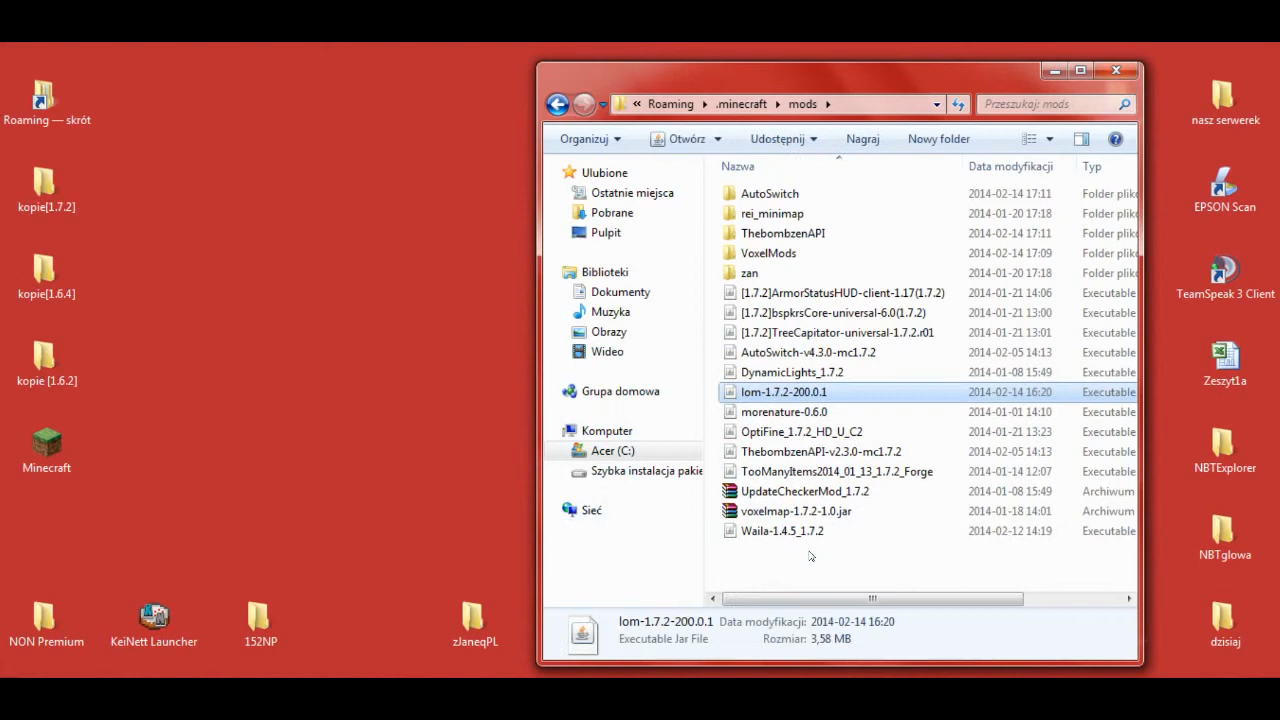 Roaming — skrót
kopie[1.7.2]
kopie[1.6.4]
kopie [1.6.2]
Minecraft
NON Premium
KeiNett Launcher
152NP
zJaneqPL
« Roaming .minecraft mods
Przeszukaj: mods
Organizuj Otwórz Udostępnij Nagraj Nowy folder
Ulubione
Ostatnie miejsca
Pobrane
Pulpit
Biblioteki
Dokumenty
Muzyka
Obrazy
Wideo
Grupa domowa
Komputer
Acer (C:)
Szybka instalacja pakie
Sieć
Nazwa Data modyfikacji Typ
AutoSwitch 2014-02-14 17:11 Folder plikó
rei_minimap 2014-01-20 17:18 Folder plikó
ThebombzenAPI 2014-02-14 17:11 Folder plikó
VoxelMods 2014-02-14 17:09 Folder plikó
zan 2014-01-20 17:18 Folder plikó
[1.7.2]ArmorStatusHUD-client-1.17(1.7.2) 2014-01-21 14:06 Executable
[1.7.2]bspkrsCore-universal-6.0(1.7.2) 2014-01-21 13:00 Executable
[1.7.2]TreeCapitator-universal-1.7.2.r01 2014-01-21 13:01 Executable
AutoSwitch-v4.3.0-mc1.7.2 2014-02-05 14:13 Executable
DynamicLights_1.7.2 2014-01-08 15:49 Executable
lom-1.7.2-200.0.1 2014-02-14 16:20 Executable
morenature-0.6.0 2014-01-01 14:10 Executable
OptiFine_1.7.2_HD_U_C2 2014-01-21 13:23 Executable
ThebombzenAPI-v2.3.0-mc1.7.2 2014-02-05 14:13 Executable
TooManyItems2014_01_13_1.7.2_Forge 2014-01-14 12:07 Executable
UpdateCheckerMod_1.7.2 2014-01-08 15:49 Archiwum
voxelmap-1.7.2-1.0.jar 2014-01-18 14:01 Archiwum
Waila-1.4.5_1.7.2 2014-02-12 14:19 Executable
lom-1.7.2-200.0.1 Data modyfikacji: 2014-02-14 16:20
Executable Jar File Rozmiar: 3,58 MB
nasz serwerek
EPSON Scan
TeamSpeak 3 Client
Zeszyt1a
NBTExplorer
NBTglowa
dzisiaj